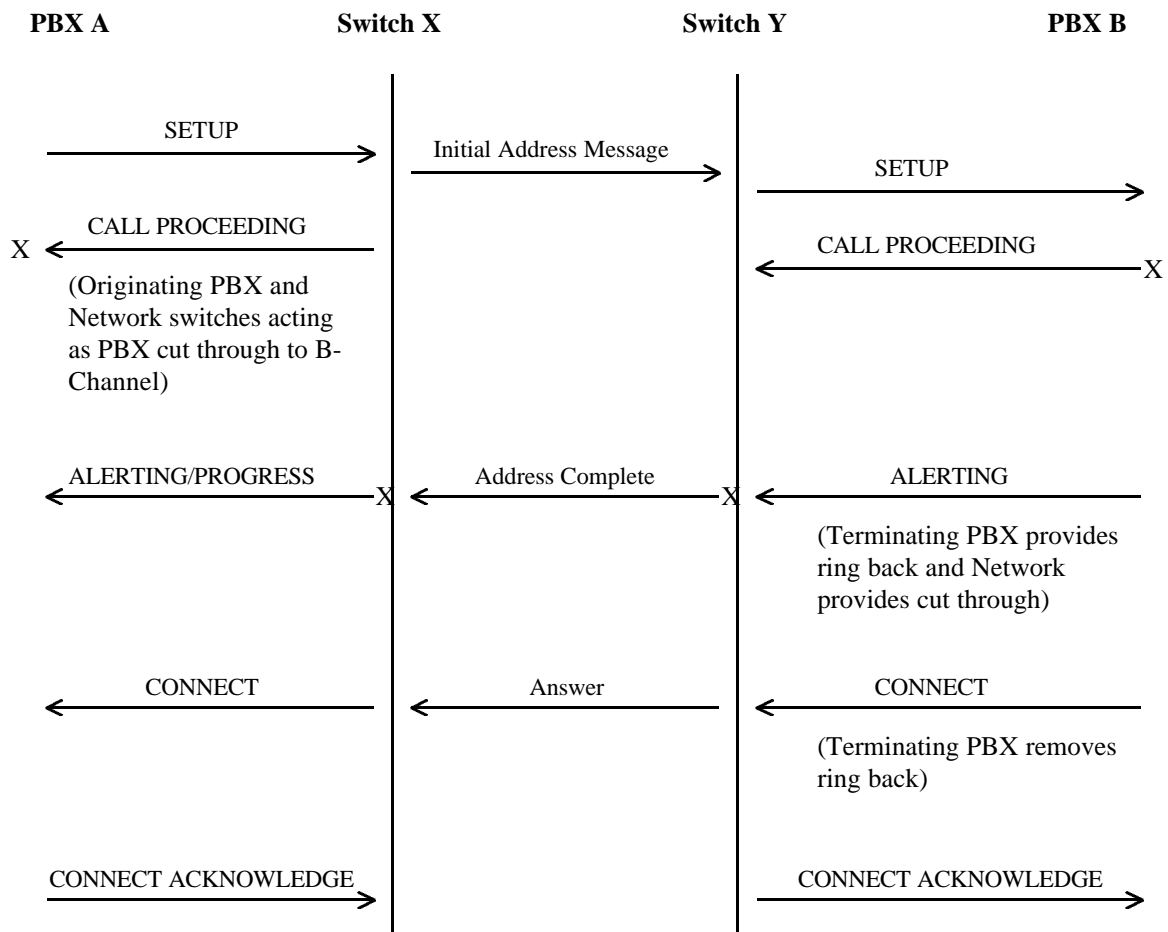 PBX A Switch X Switch Y PBX B
SETUP
Initial Address Message
SETUP
CALL PROCEEDING
X
CALL PROCEEDING
X
(Originating PBX and
Network switches acting
as PBX cut through to B-
Channel)
ALERTING/PROGRESS
X
Address Complete
X
ALERTING
(Terminating PBX provides
ring back and Network
provides cut through)
CONNECT
Answer
CONNECT
(Terminating PBX removes
ring back)
CONNECT ACKNOWLEDGE
CONNECT ACKNOWLEDGE